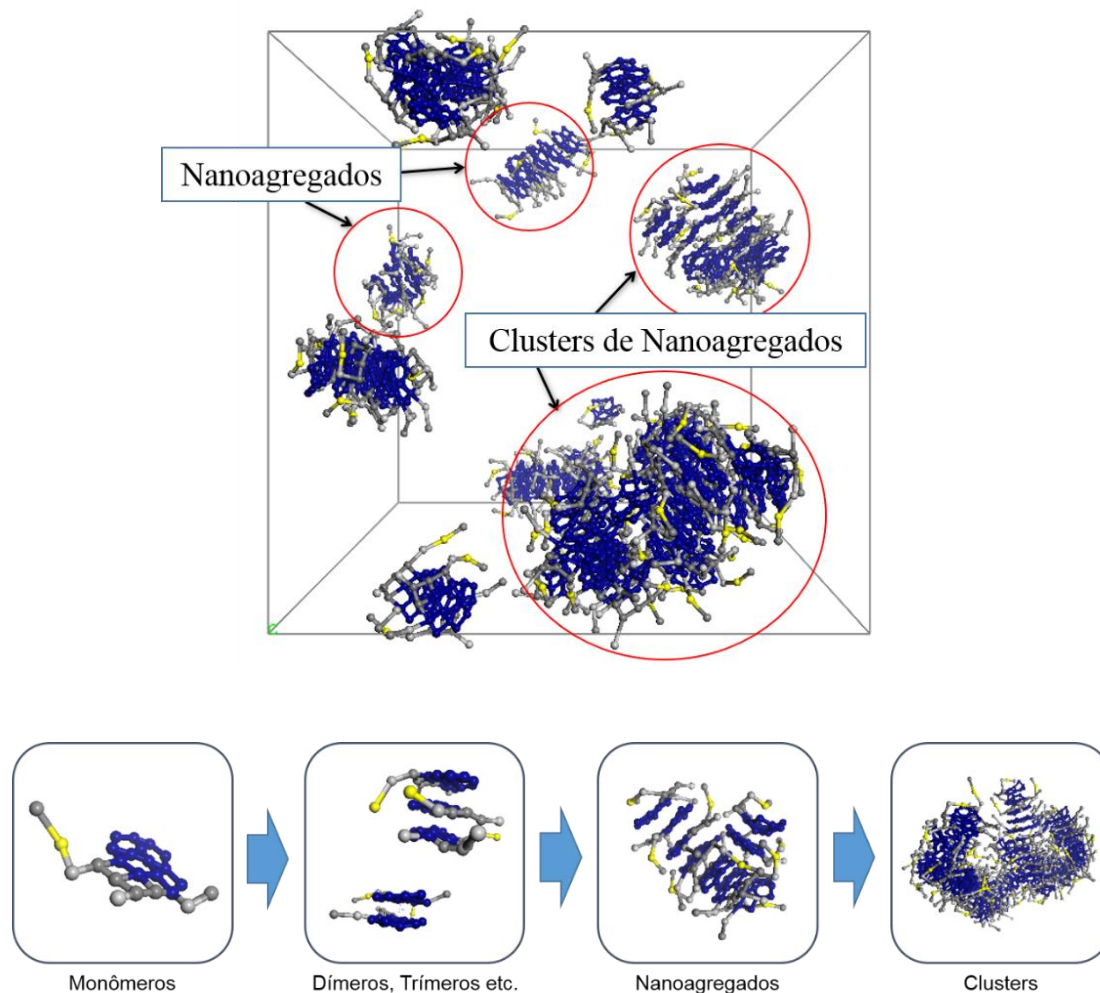 Nanoagregados
Clusters de Nanoagregados
Monômeros
Dímeros, Trímeros etc.
Nanoagregados
Clusters